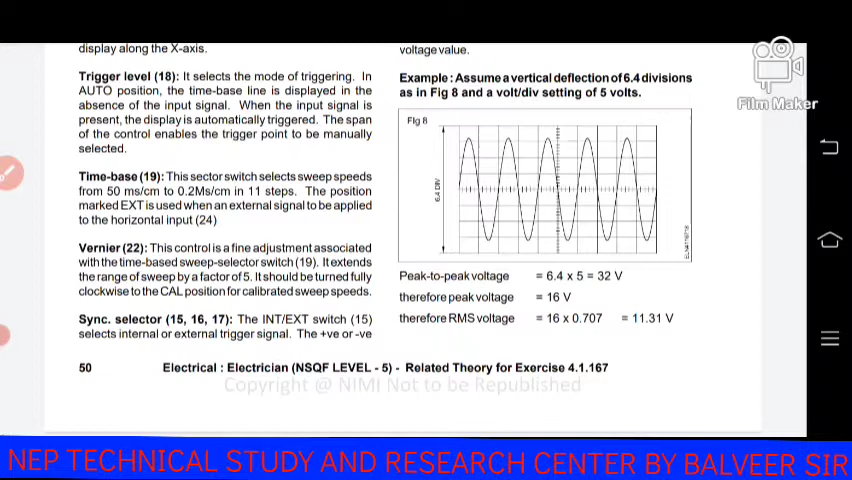 display along the X-axis.
Trigger level (18): It selects the mode of triggering. In
AUTO position, the time-base line is displayed in the
absence of the input signal. When the input signal is
present, the display is automatically triggered. The span
of the control enables the trigger point to be manually
selected.
Time-base (19): This sector switch selects sweep speeds
from 50 ms/cm to 0.2Ms/cm in 11 steps. The position
marked EXT is used when an external signal to be applied
to the horizontal input (24)
Vernier (22): This control is a fine adjustment associated
with the time-based sweep-selector switch (19). It extends
the range of sweep by a factor of 5. It should be turned fully
clockwise to the CAL position for calibrated sweep speeds.
Sync. selector (15, 16, 17): The INT/EXT switch (15)
selects internal or external trigger signal. The +ve or -ve
voltage value.
Example : Assume a vertical deflection of 6.4 divisions
as in Fig 8 and a volt/div setting of 5 volts.
Fig 8
6.4 DIV
Peak-to-peak voltage = 6.4 x 5 = 32 V
therefore peak voltage = 16 V
therefore RMS voltage = 16 x 0.707 = 11.31 V
50 Electrical : Electrician (NSQF LEVEL - 5) - Related Theory for Exercise 4.1.167
Copyright @ NIMI Not to be Republished
Film Maker
NEP TECHNICAL STUDY AND RESEARCH CENTER BY BALVEER SIR